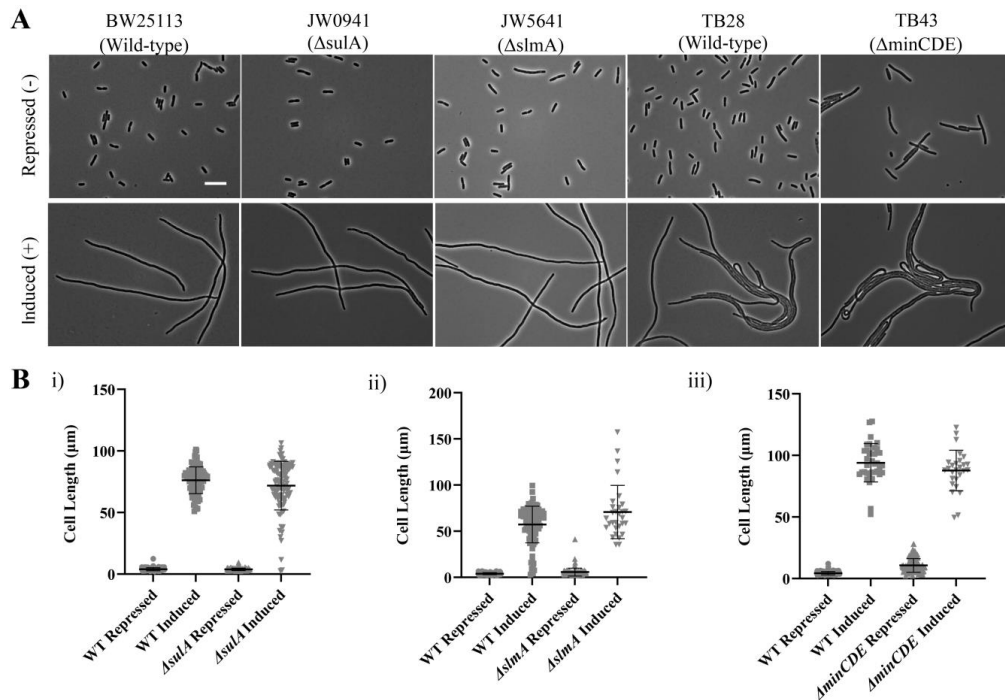 A
BW25113
(Wild-type)
JW0941
(ΔsulA)
JW5641
(ΔslmA)
TB28
(Wild-type)
TB43
(ΔminCDE)
Repressed (-)
Induced (+)
B
i)
150
100
50
0
Cell Length (µm)
WT Repressed
WT Induced
ΔsulA Repressed
ΔsulA Induced
ii)
200
150
100
50
0
Cell Length (µm)
WT Repressed
WT Induced
ΔslmA Repressed
ΔslmA Induced
iii)
150
100
50
0
Cell Length (µm)
WT Repressed
WT Induced
ΔminCDE Repressed
ΔminCDE Induced